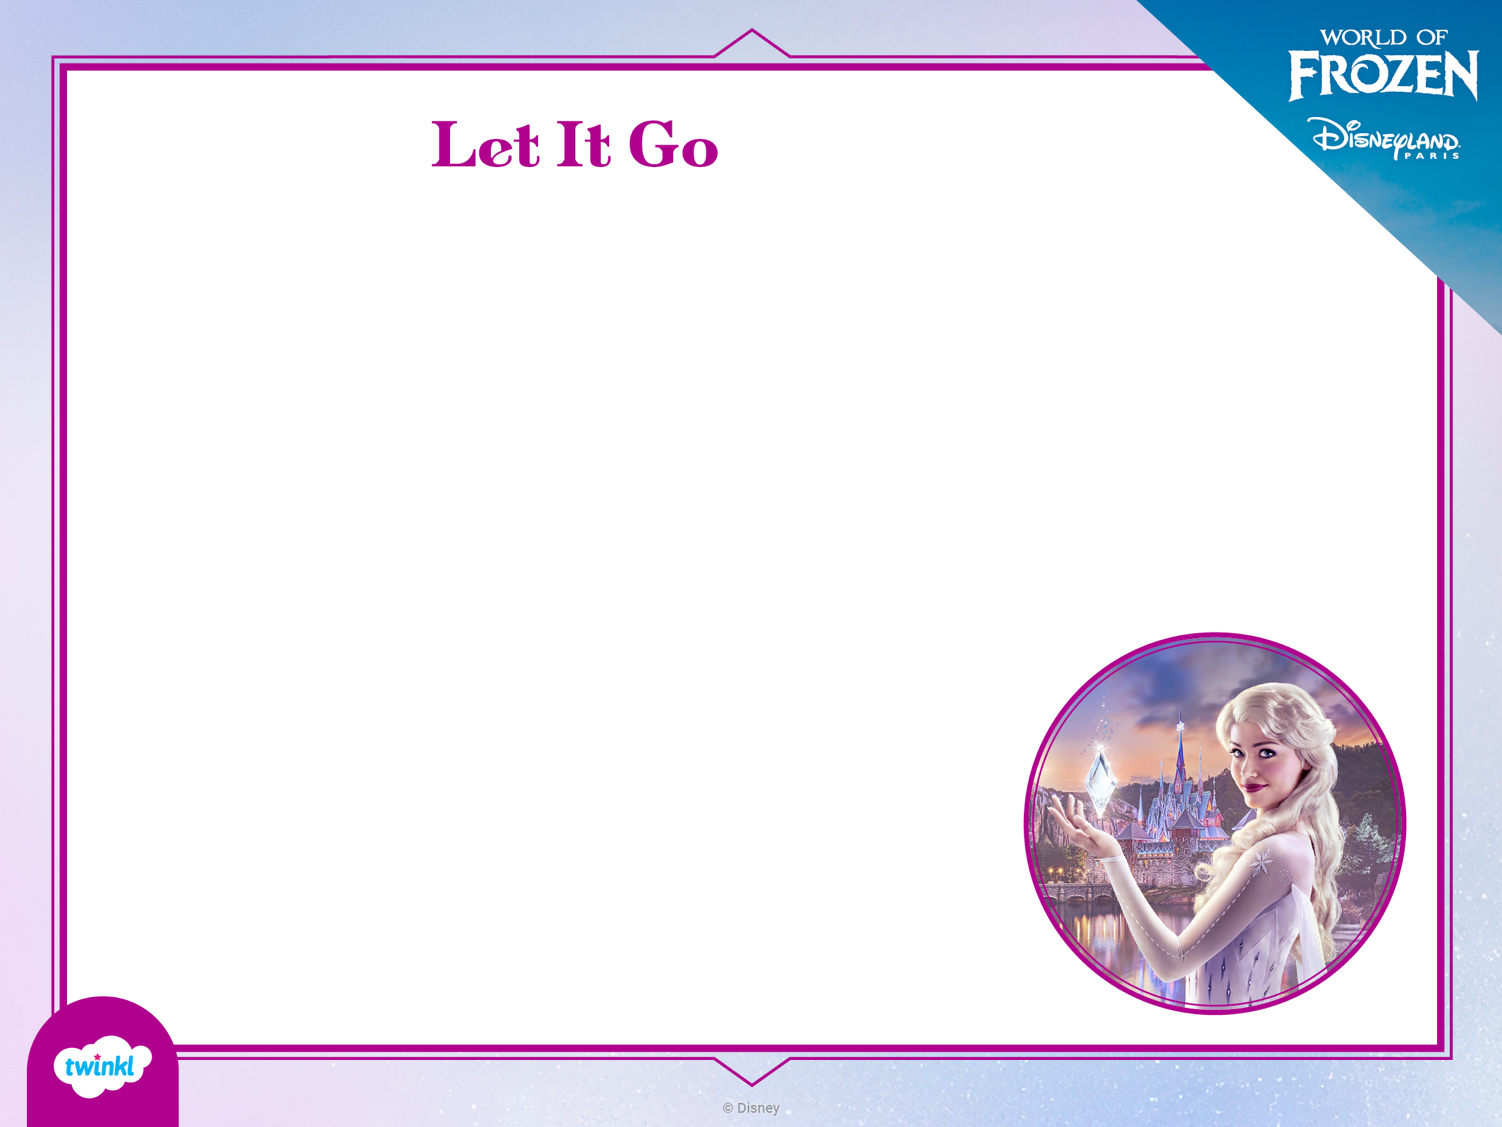 WORLD OF
FROZEN
Disneyland
PARIS
Let It Go
twinkl
© Disney